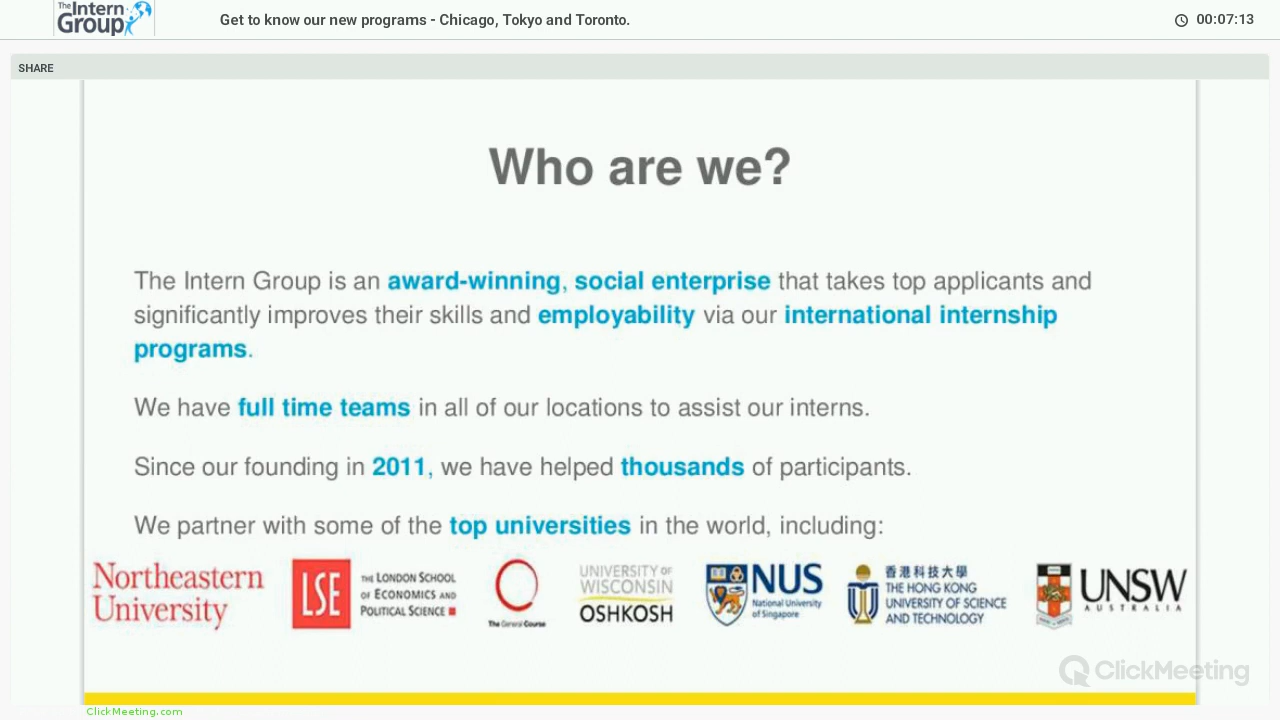 The Intern Group
Get to know our new programs - Chicago, Tokyo and Toronto.
00:07:13
SHARE
Who are we?
The Intern Group is an award-winning, social enterprise that takes top applicants and
significantly improves their skills and employability via our international internship
programs.
We have full time teams in all of our locations to assist our interns.
Since our founding in 2011, we have helped thousands of participants.
We partner with some of the top universities in the world, including:
Northeastern
University
LSE
THE LONDON SCHOOL
OF ECONOMICS AND
POLITICAL SCIENCE
The General Course
UNIVERSITY OF
WISCONSIN
OSHKOSH
NUS
National University
of Singapore
香港科技大學
THE HONG KONG
UNIVERSITY OF SCIENCE
AND TECHNOLOGY
UNSW
AUSTRALIA
ClickMeeting
ClickMeeting.com